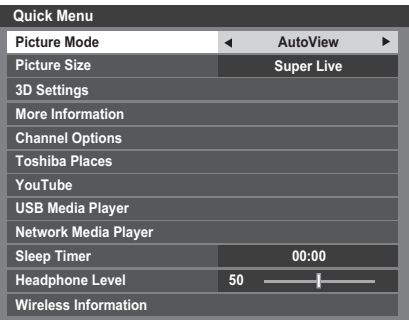 Quick Menu
Picture Mode ◀ AutoView ▶
Picture Size Super Live
3D Settings
More Information
Channel Options
Toshiba Places
YouTube
USB Media Player
Network Media Player
Sleep Timer 00:00
Headphone Level 50
Wireless Information